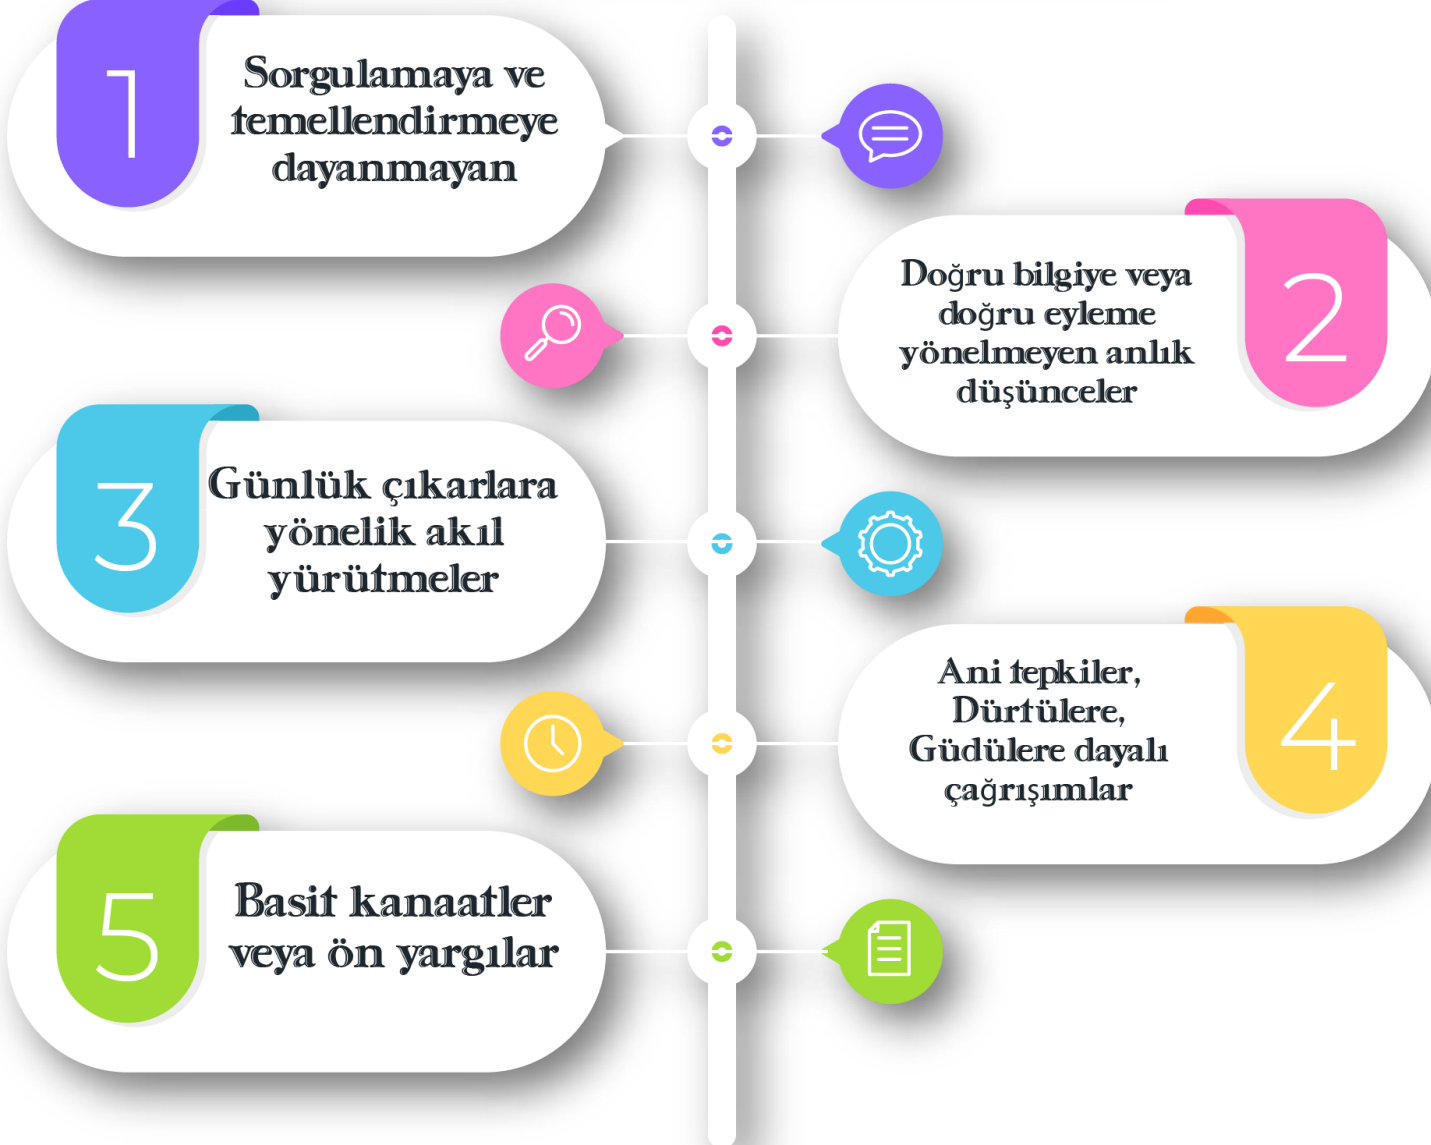 1
Sorgulamaya ve
temellendirmeye
dayanmayan
2
Doğru bilgiye veya
doğru eyleme
yönelmeyen anlık
düşünceler
3
Günlük çıkarlara
yönelik akıl
yürütmeler
4
Ani tepkiler,
Dürtülere,
Güdülere dayalı
çağrışımlar
5
Basit kanaatler
veya ön yargılar